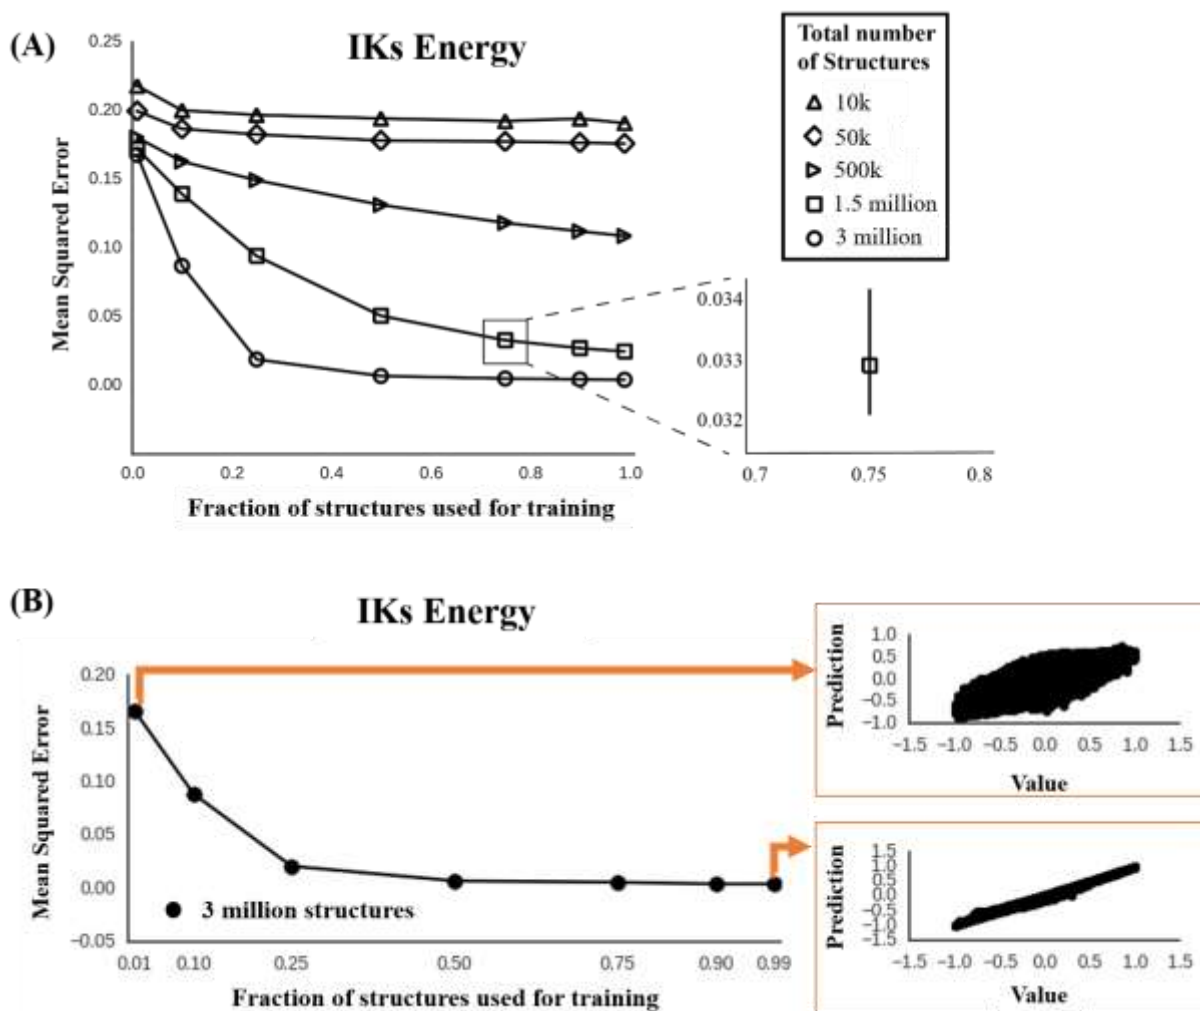 (A)
IKs Energy
Mean Squared Error
0.25
0.20
0.15
0.10
0.05
0.00
0.0 0.2 0.4 0.6 0.8 1.0
Fraction of structures used for training
Total number
of Structures
10k
50k
500k
1.5 million
3 million
0.034
0.033
0.032
0.7 0.75 0.8
(B)
IKs Energy
Mean Squared Error
0.20
0.15
0.10
0.05
0.00
−0.05
3 million structures
0.01 0.10 0.25 0.50 0.75 0.90 0.99
Fraction of structures used for training
Prediction
1.0
0.5
0.0
−0.5
−1.0
−1.5 −1.0 −0.5 0.0 0.5 1.0 1.5
Value
Prediction
1.5
1.0
0.5
0.0
−0.5
−1.0
−1.5
−1.5 −1.0 −0.5 0.0 0.5 1.0 1.5
Value